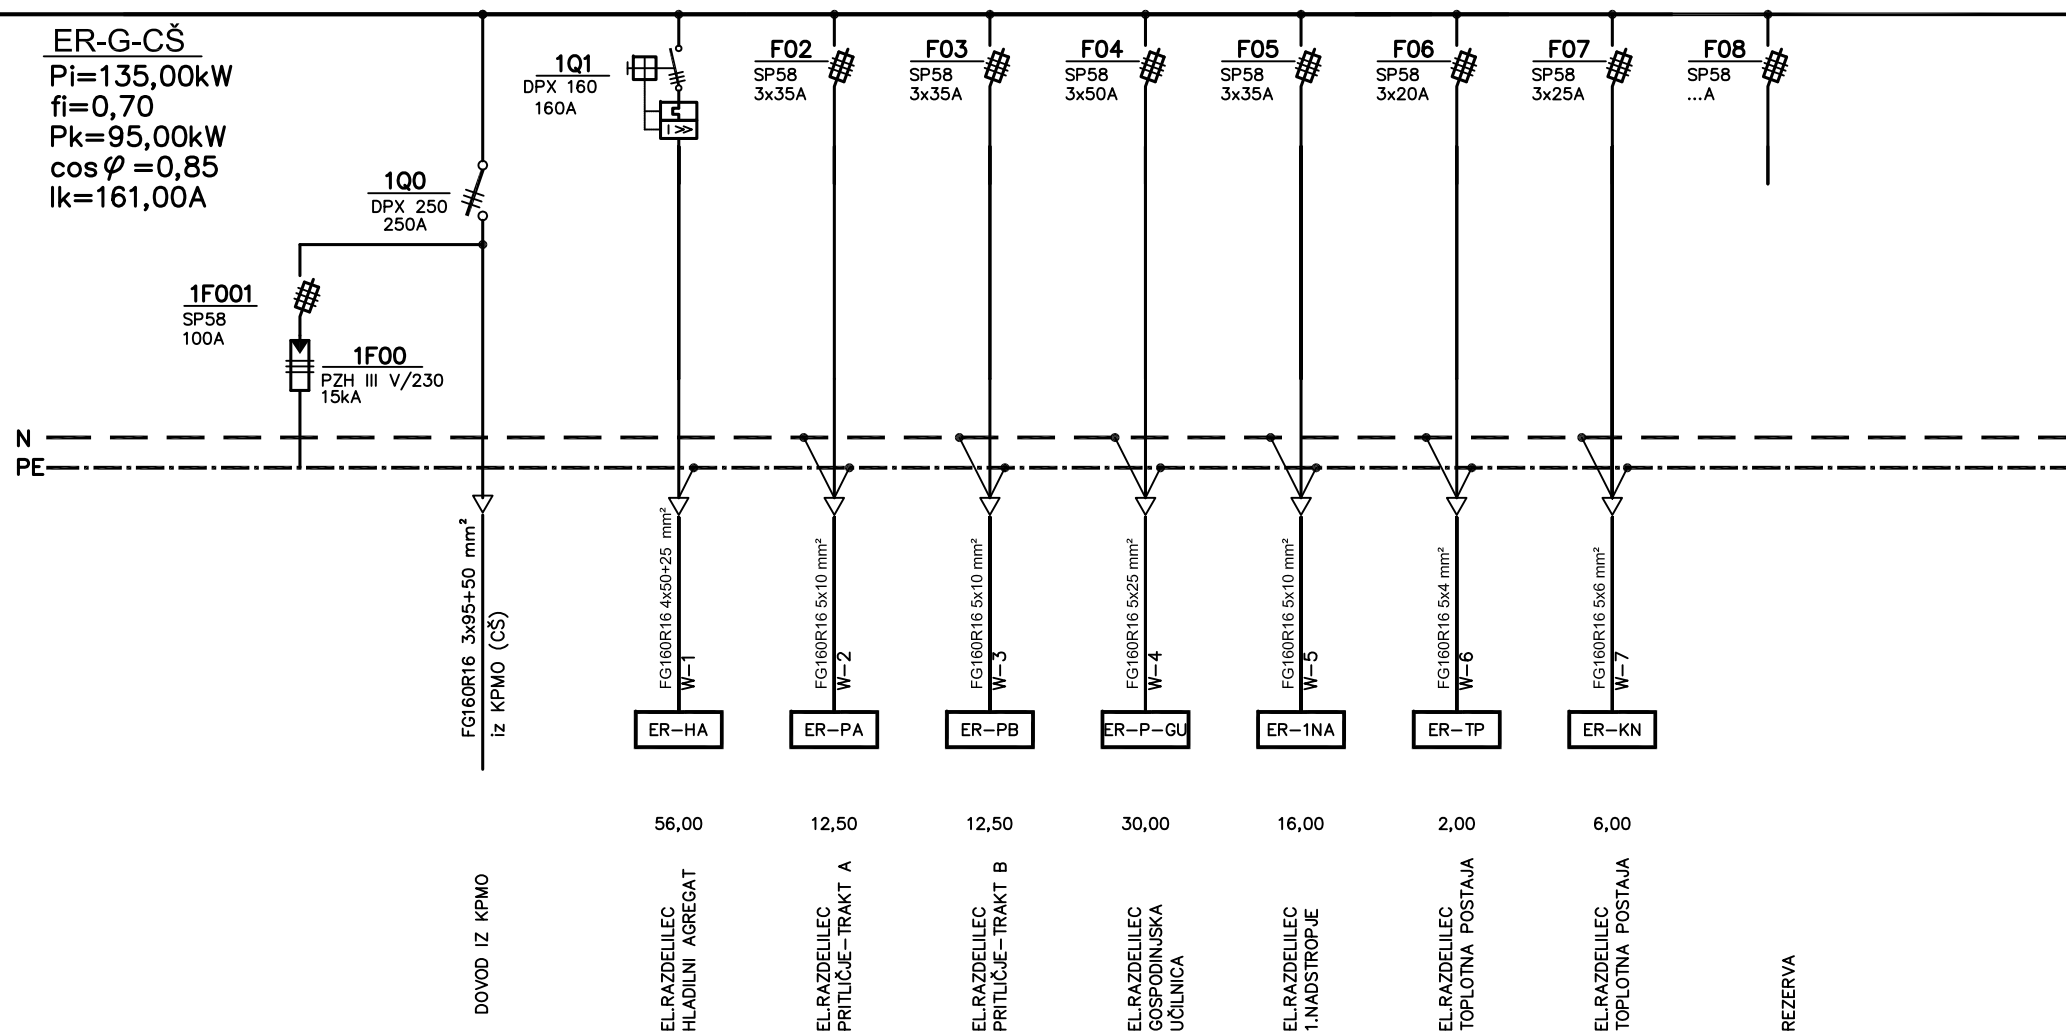 ER-G-CŠ
Pi=135,00kW
fi=0,70
Pk=95,00kW
cosφ=0,85
Ik=161,00A
1Q0
DPX 250
250A
1F001
SP58
100A
1F00
PZH III V/230
15kA
1Q1
DPX 160
160A
I>>
F02
SP58
3x35A
F03
SP58
3x35A
F04
SP58
3x50A
F05
SP58
3x35A
F06
SP58
3x20A
F07
SP58
3x25A
F08
SP58
...A
N
PE
FG160R16 3x95+50 mm²
iz KPMO (CŠ)
FG160R16 4x50+25 mm²
W-1
FG160R16 5x10 mm²
W-2
FG160R16 5x10 mm²
W-3
FG160R16 5x25 mm²
W-4
FG160R16 5x10 mm²
W-5
FG160R16 5x4 mm²
W-6
FG160R16 5x6 mm²
W-7
ER-HA
ER-PA
ER-PB
ER-P-GU
ER-1NA
ER-TP
ER-KN
56,00
12,50
12,50
30,00
16,00
2,00
6,00
DOVOD IZ KPMO
EL.RAZDELILEC
HLADILNI AGREGAT
EL.RAZDELILEC
PRITLIČJE-TRAKT A
EL.RAZDELILEC
PRITLIČJE-TRAKT B
EL.RAZDELILEC
GOSPODINJSKA
UČILNICA
EL.RAZDELILEC
1.NADSTROPJE
EL.RAZDELILEC
TOPLOTNA POSTAJA
EL.RAZDELILEC
TOPLOTNA POSTAJA
REZERVA